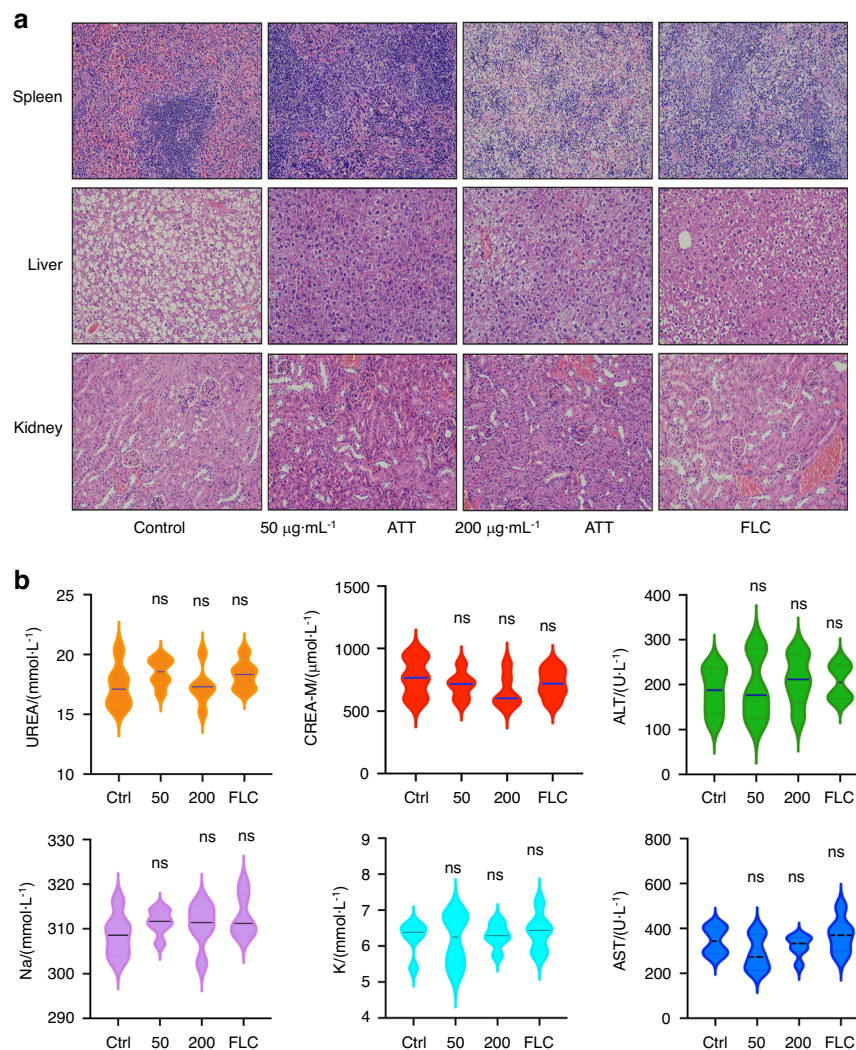 a
Spleen
Liver
Kidney
Control 50 μg·mL⁻¹ ATT 200 μg·mL⁻¹ ATT FLC
b
UREA/(mmol·L⁻¹)
25
20
15
10
ns ns ns
Ctrl 50 200 FLC
CREA-M/(μmol·L⁻¹)
1500
1000
500
0
ns ns ns
Ctrl 50 200 FLC
ALT/(U·L⁻¹)
400
300
200
100
0
ns ns ns
Ctrl 50 200 FLC
Na/(mmol·L⁻¹)
330
320
310
300
290
ns ns ns
Ctrl 50 200 FLC
K/(mmol·L⁻¹)
9
8
7
6
5
4
ns ns ns
Ctrl 50 200 FLC
AST/(U·L⁻¹)
800
600
400
200
0
ns ns ns
Ctrl 50 200 FLC